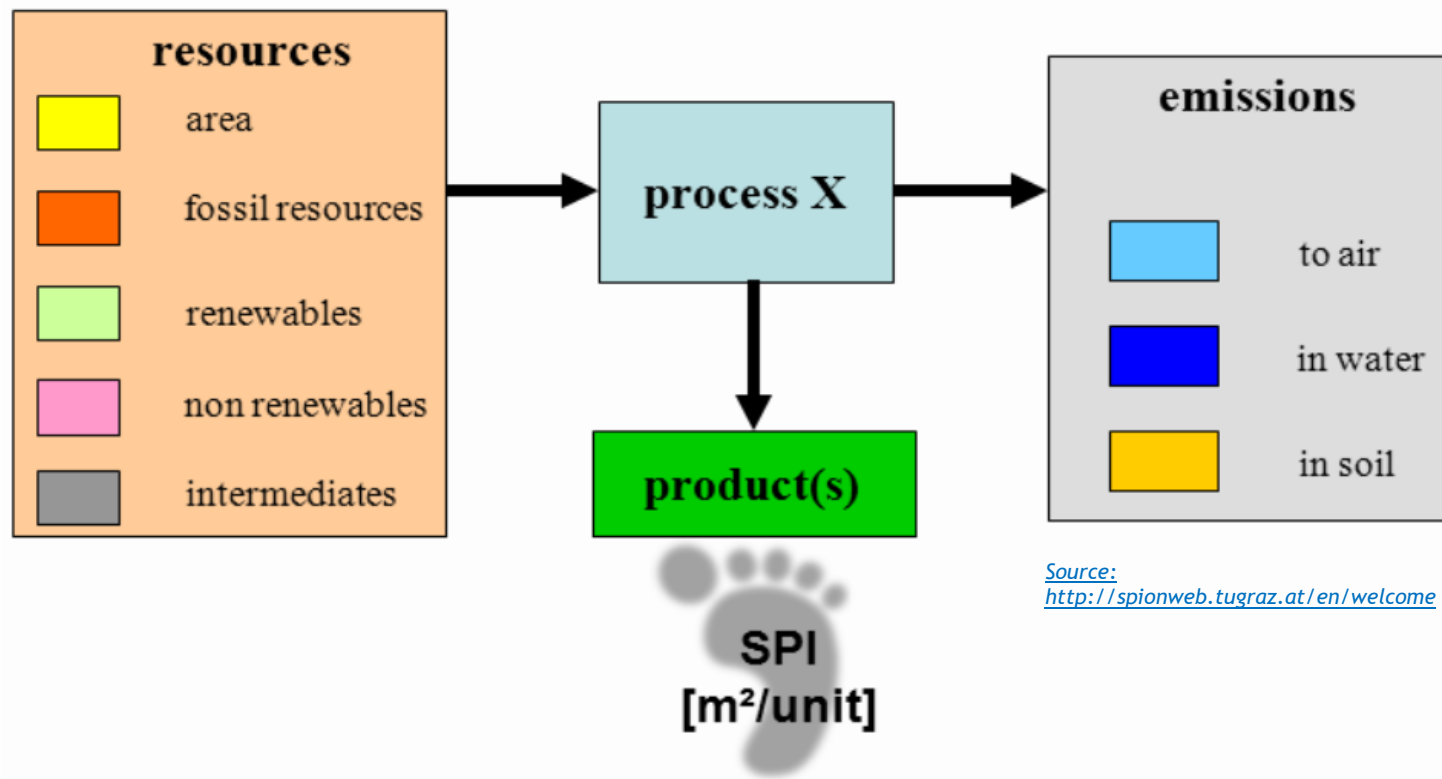 resources
area
fossil resources
renewables
non renewables
intermediates
process X
product(s)
SPI
[m²/unit]
emissions
to air
in water
in soil
Source:
http://spionweb.tugraz.at/en/welcome